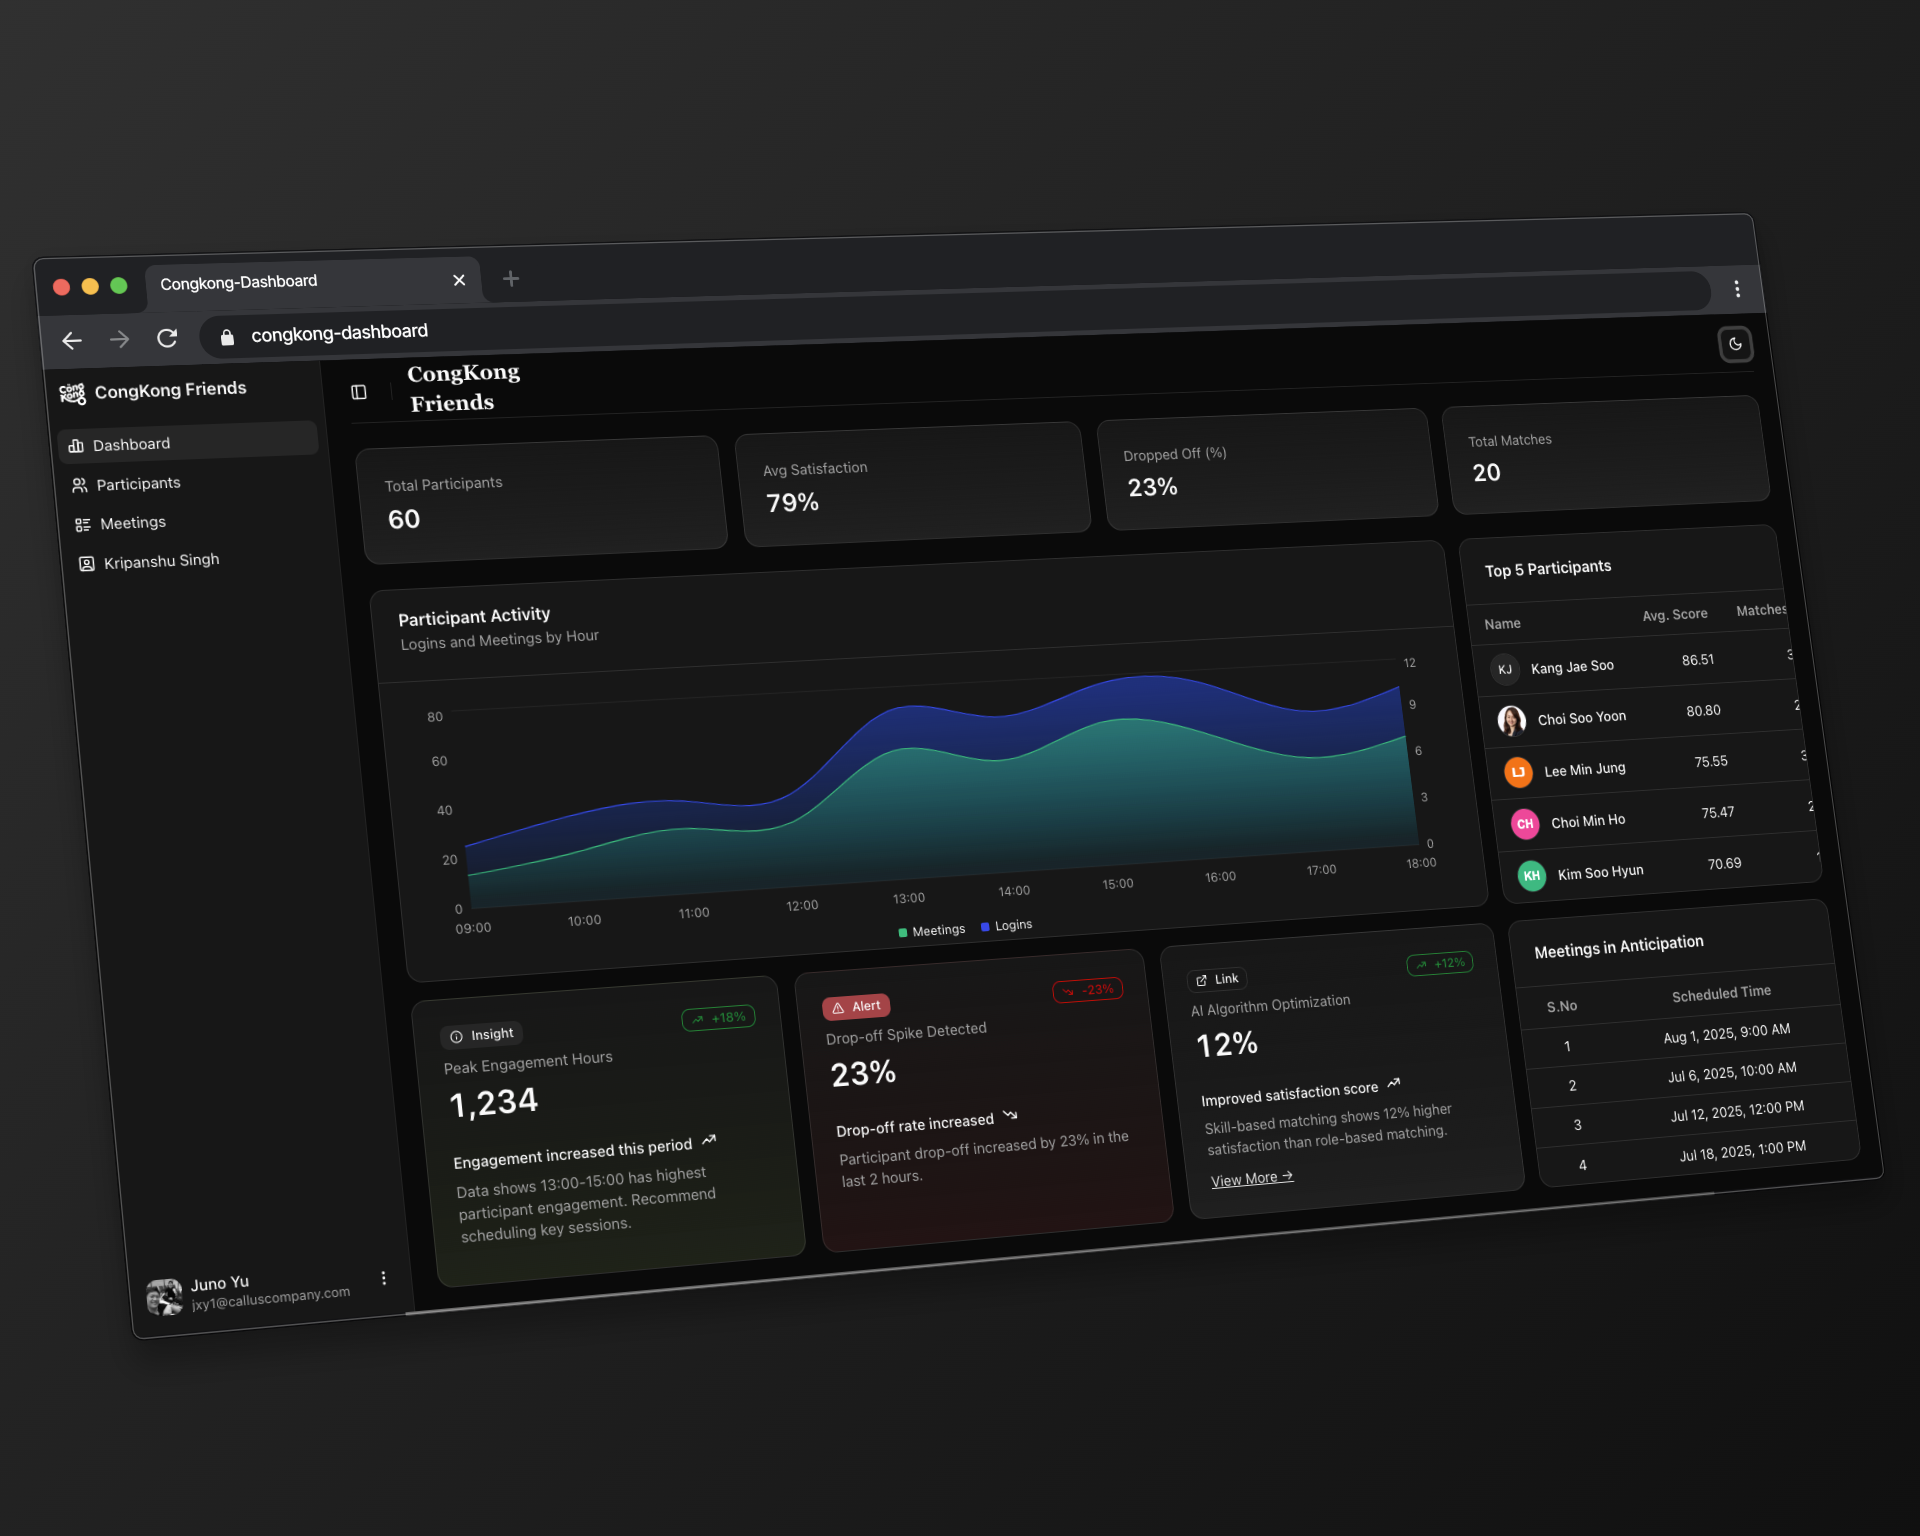 Congkong-Dashboard
congkong-dashboard
CongKong Friends
Dashboard
Participants
Meetings
Kripanshu Singh
Juno Yu
jxy1@calluscompany.com
CongKong
Friends
Total Participants
60
Avg Satisfaction
79%
Dropped Off (%)
23%
Total Matches
20
Participant Activity
Logins and Meetings by Hour
80
60
40
20
0
12
9
6
3
0
09:00
10:00
11:00
12:00
13:00
14:00
15:00
16:00
17:00
18:00
Meetings
Logins
Top 5 Participants
Name Avg. Score Matches
KJ Kang Jae Soo 86.51
Choi Soo Yoon 80.80
LJ Lee Min Jung 75.55
CH Choi Min Ho 75.47
KH Kim Soo Hyun 70.69
Insight
+18%
Peak Engagement Hours
1,234
Engagement increased this period
Data shows 13:00-15:00 has highest
participant engagement. Recommend
scheduling key sessions.
Alert
-23%
Drop-off Spike Detected
23%
Drop-off rate increased
Participant drop-off increased by 23% in the
last 2 hours.
Link
+12%
AI Algorithm Optimization
12%
Improved satisfaction score
Skill-based matching shows 12% higher
satisfaction than role-based matching.
View More →
Meetings in Anticipation
S.No Scheduled Time
1 Aug 1, 2025, 9:00 AM
2 Jul 6, 2025, 10:00 AM
3 Jul 12, 2025, 12:00 PM
4 Jul 18, 2025, 1:00 PM